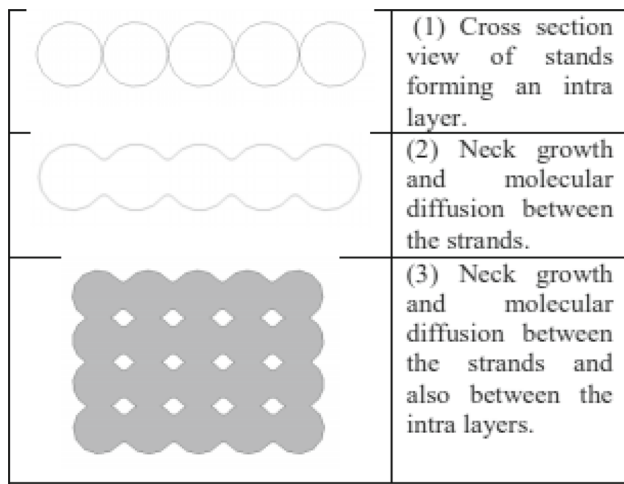 (1) Cross section
view of stands
forming an intra
layer.
(2) Neck growth
and molecular
diffusion between
the strands.
(3) Neck growth
and molecular
diffusion between
the strands and
also between the
intra layers.